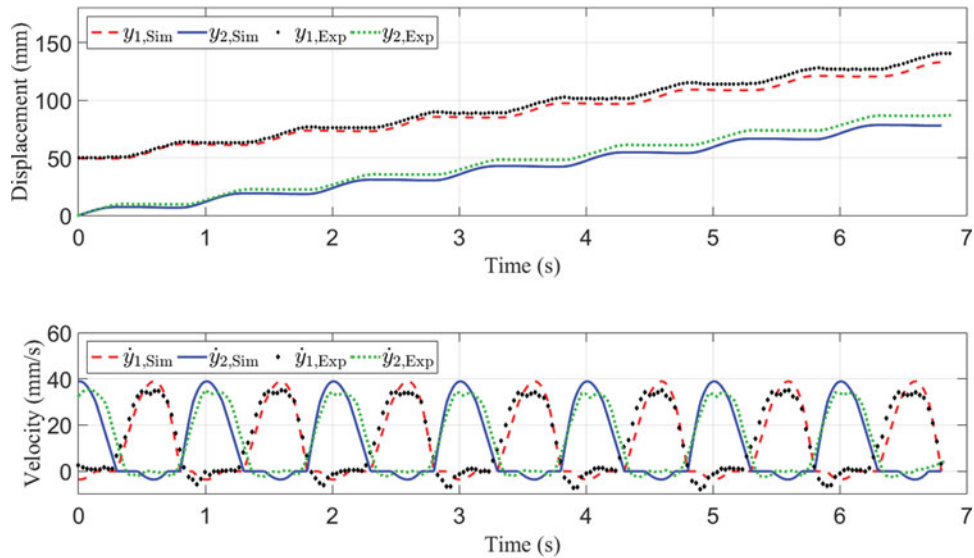 150
100
50
0
Displacement (mm)
y1,Sim y2,Sim y1,Exp y2,Exp
0 1 2 3 4 5 6 7
Time (s)
60
40
20
0
Velocity (mm/s)
ẏ1,Sim ẏ2,Sim ẏ1,Exp ẏ2,Exp
0 1 2 3 4 5 6 7
Time (s)